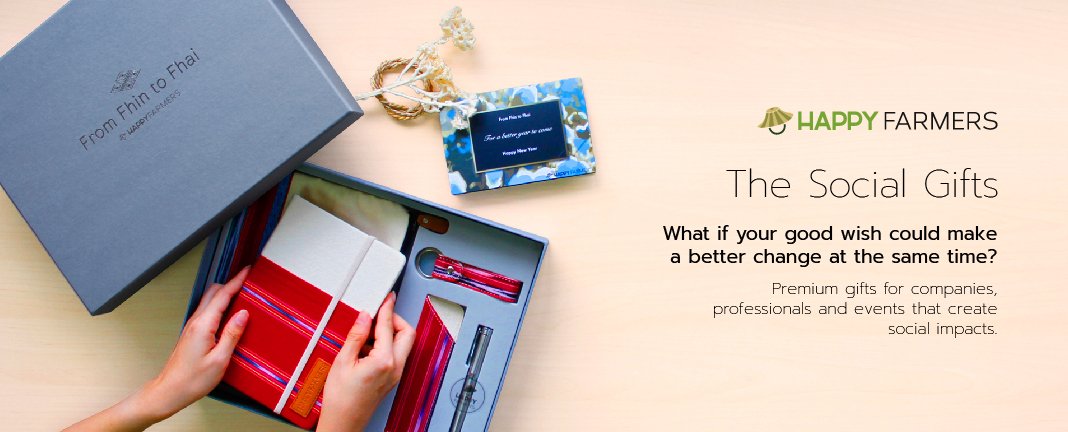 From Fhin to Fhai
BY HAPPYFARMERS
From Fhin to Fhai
For a better year to come
Happy New Year
HAPPYFARMERS
HAPPY FARMERS
The Social Gifts
What if your good wish could make
a better change at the same time?
Premium gifts for companies,
professionals and events that create
social impacts.